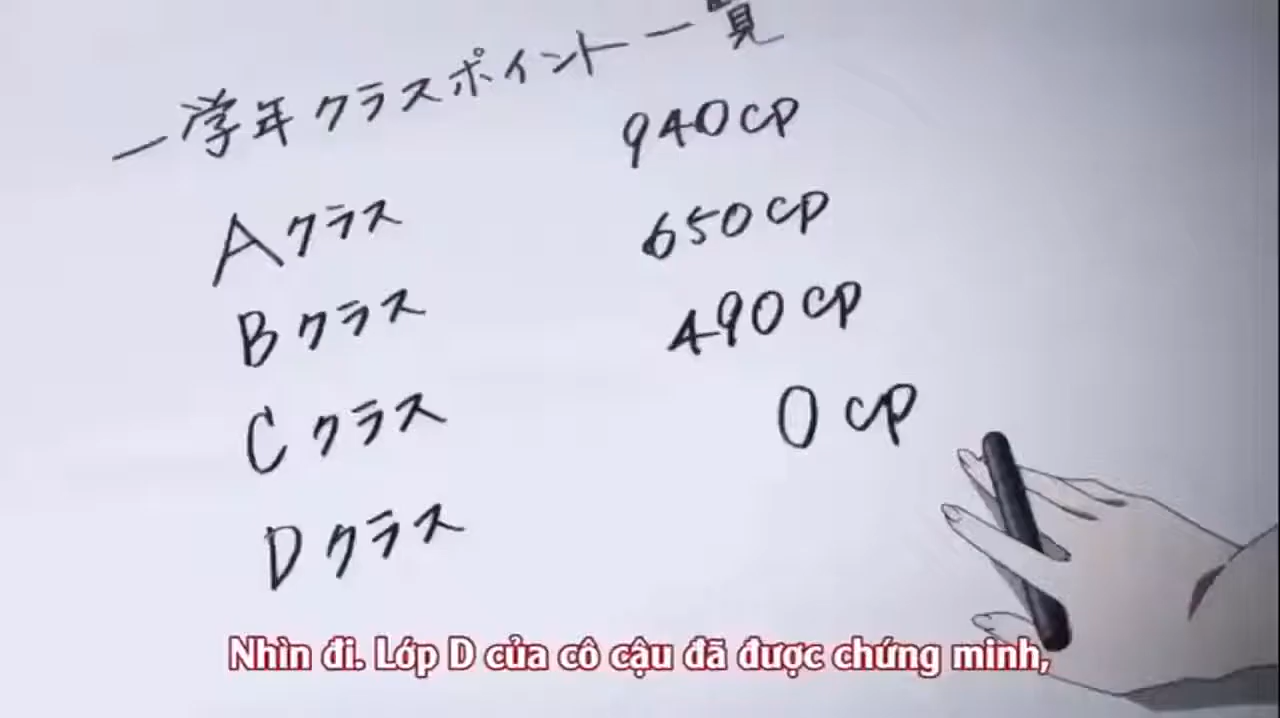 一学年クラスポイント一覧
Aクラス 940cp
Bクラス 650cp
Cクラス 490cp
Dクラス 0cp
Nhìn đi. Lớp D của cô cậu đã được chứng minh,